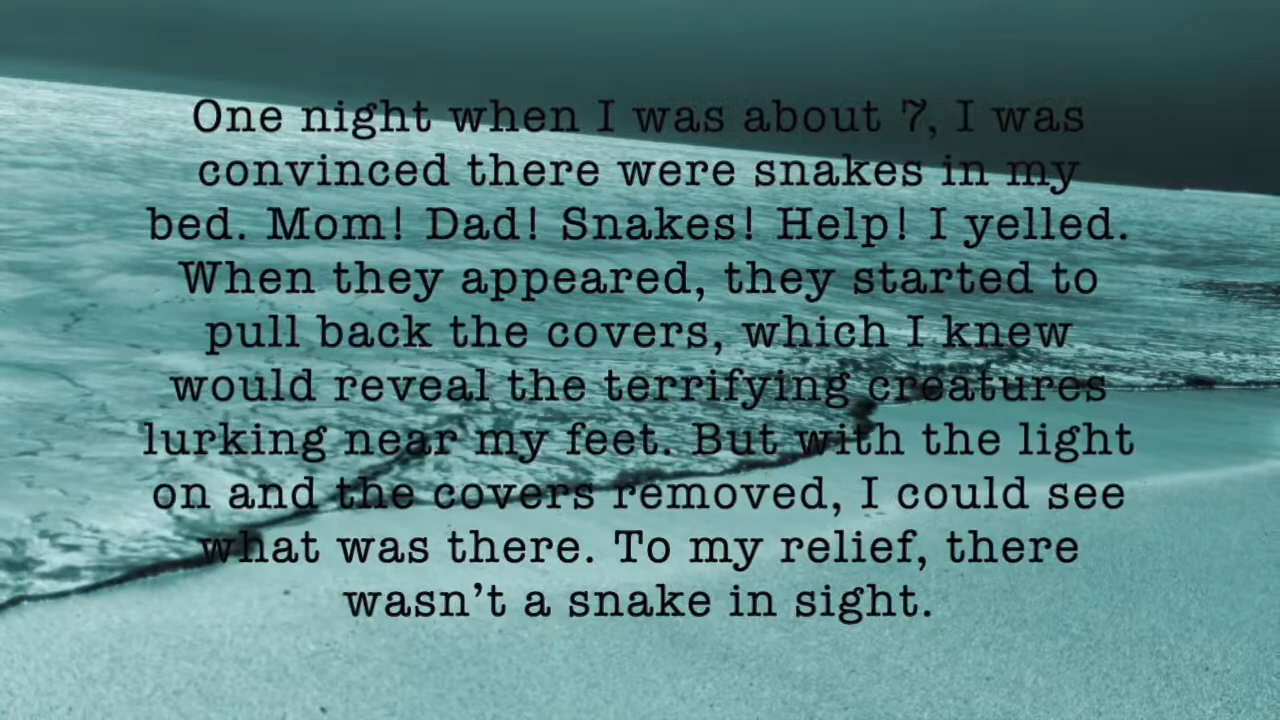 One night when I was about 7, I was
convinced there were snakes in my
bed. Mom! Dad! Snakes! Help! I yelled.
When they appeared, they started to
pull back the covers, which I knew
would reveal the terrifying creatures
lurking near my feet. But with the light
on and the covers removed, I could see
what was there. To my relief, there
wasn’t a snake in sight.